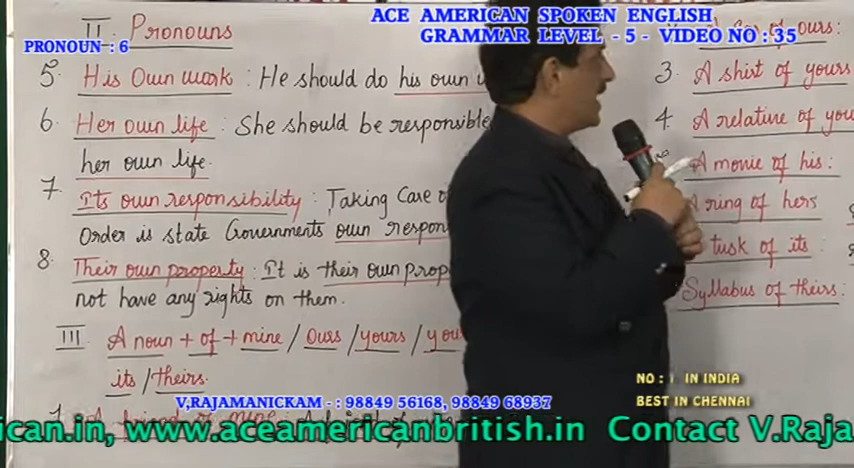 ACE AMERICAN SPOKEN ENGLISH
GRAMMAR LEVEL - 5 - VIDEO NO : 35
PRONOUN : 6
II Pronouns
5. His Own work : He should do his own
6. Her own life : She should be responsible
her own life.
7. Its own responsibility : Taking Care
Order is state Governments own
8. Their own property : It is their own
not have any rights on them.
III A noun + of + mine / Ours / yours /
its / theirs.
of mine
of ours :
3. A shirt of yours
4. A relative of
A movie of his :
A ring of hers
tusk of its :
Syllabus of theirs :
NO : 1 IN INDIA
BEST IN CHENNAI
V,RAJAMANICKAM - : 98849 56168, 98849 68937
ican.in, www.aceamericanbritish.in Contact V.Raja